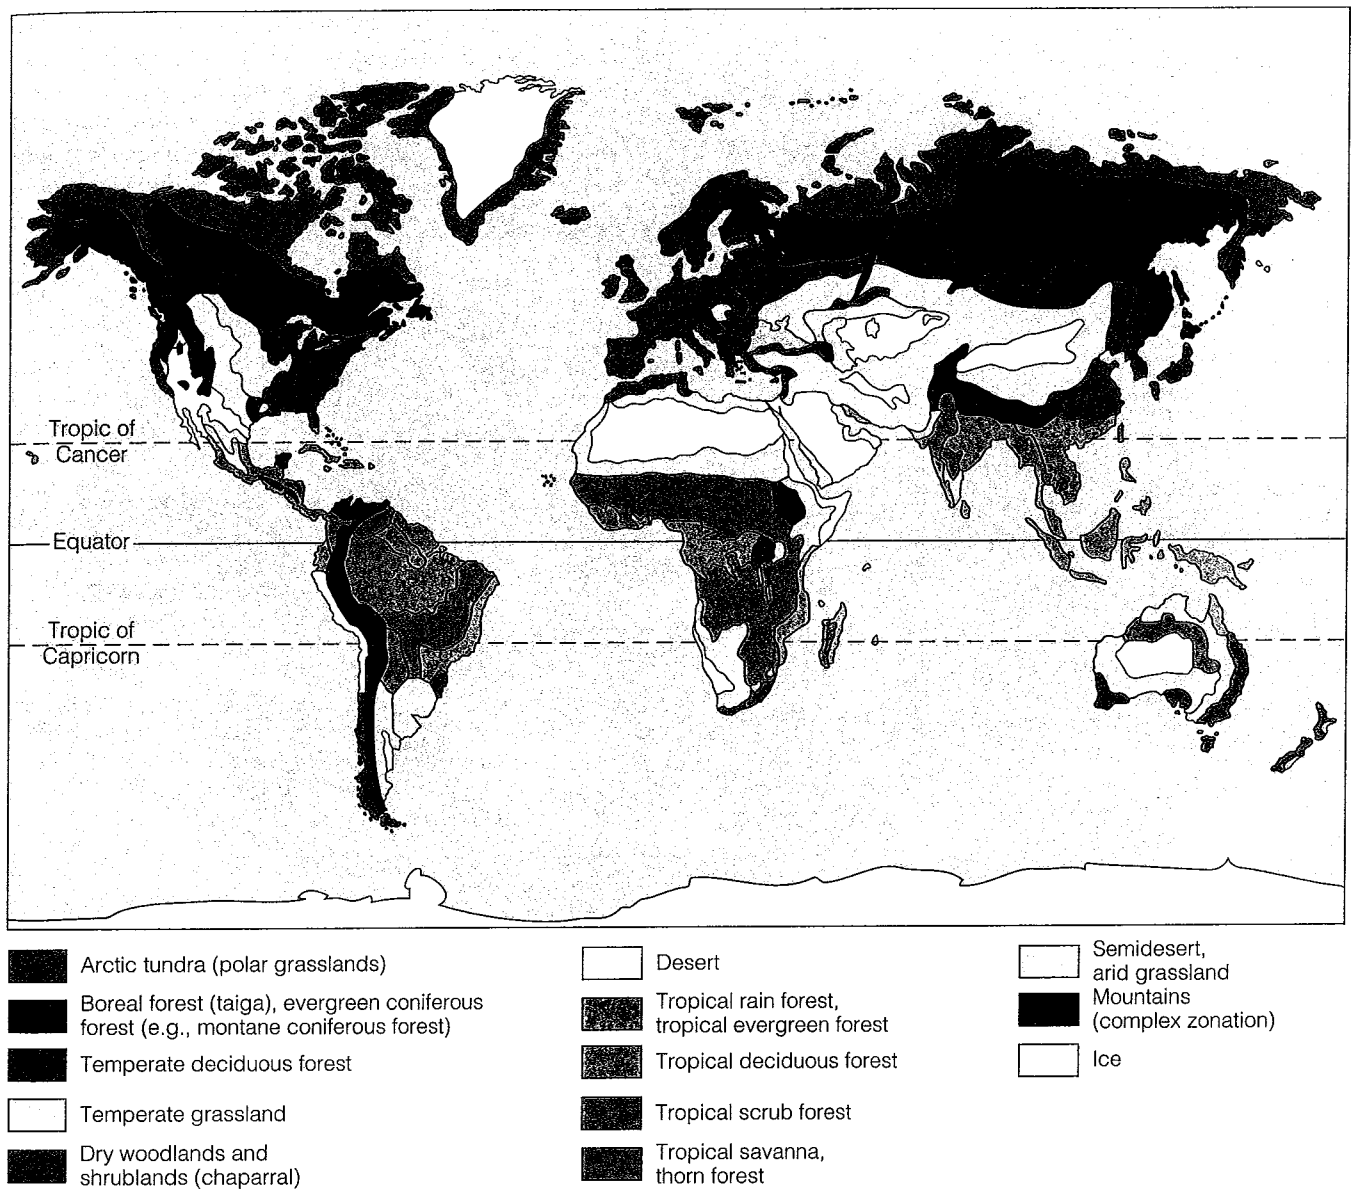 Tropic of
Cancer
Equator
Tropic of
Capricorn
Arctic tundra (polar grasslands)
Boreal forest (taiga), evergreen coniferous
forest (e.g., montane coniferous forest)
Temperate deciduous forest
Temperate grassland
Dry woodlands and
shrublands (chaparral)
Desert
Tropical rain forest,
tropical evergreen forest
Tropical deciduous forest
Tropical scrub forest
Tropical savanna,
thorn forest
Semidesert,
arid grassland
Mountains
(complex zonation)
Ice